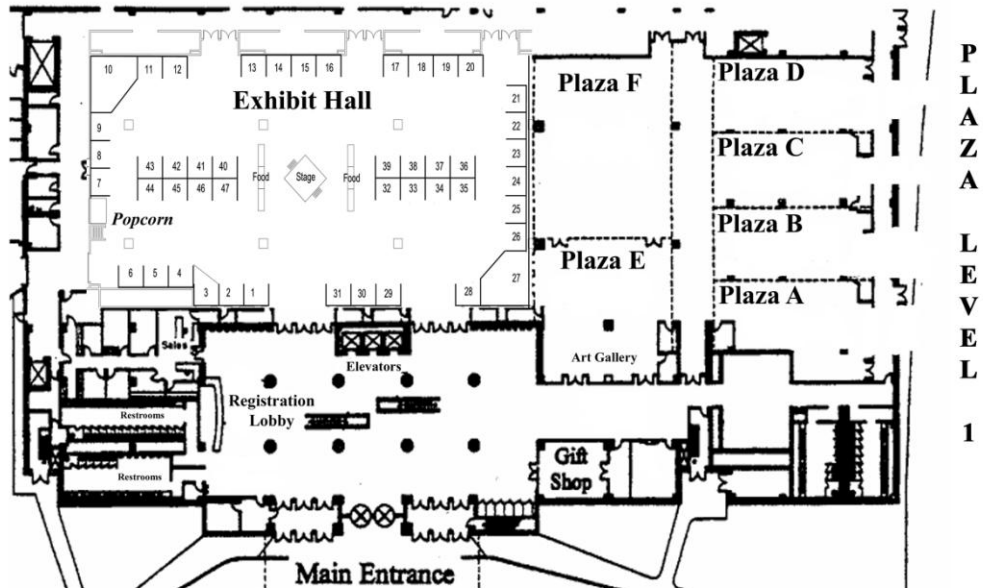 10 11 12 13 14 15 16 17 18 19 20
Exhibit Hall
Plaza F
Plaza D
21
22
23
24
25
26
27
9
8
7
43 42 41 40
44 45 46 47
Food
Stage
Food
39 38 37 36
32 33 34 35
Plaza C
Popcorn
Plaza B
Plaza E
Plaza A
6 5 4
3 2 1
31 30 29
28
Sales
Elevators
Art Gallery
Registration
Lobby
Restrooms
Restrooms
Gift
Shop
Main Entrance
PLAZA LEVEL 1